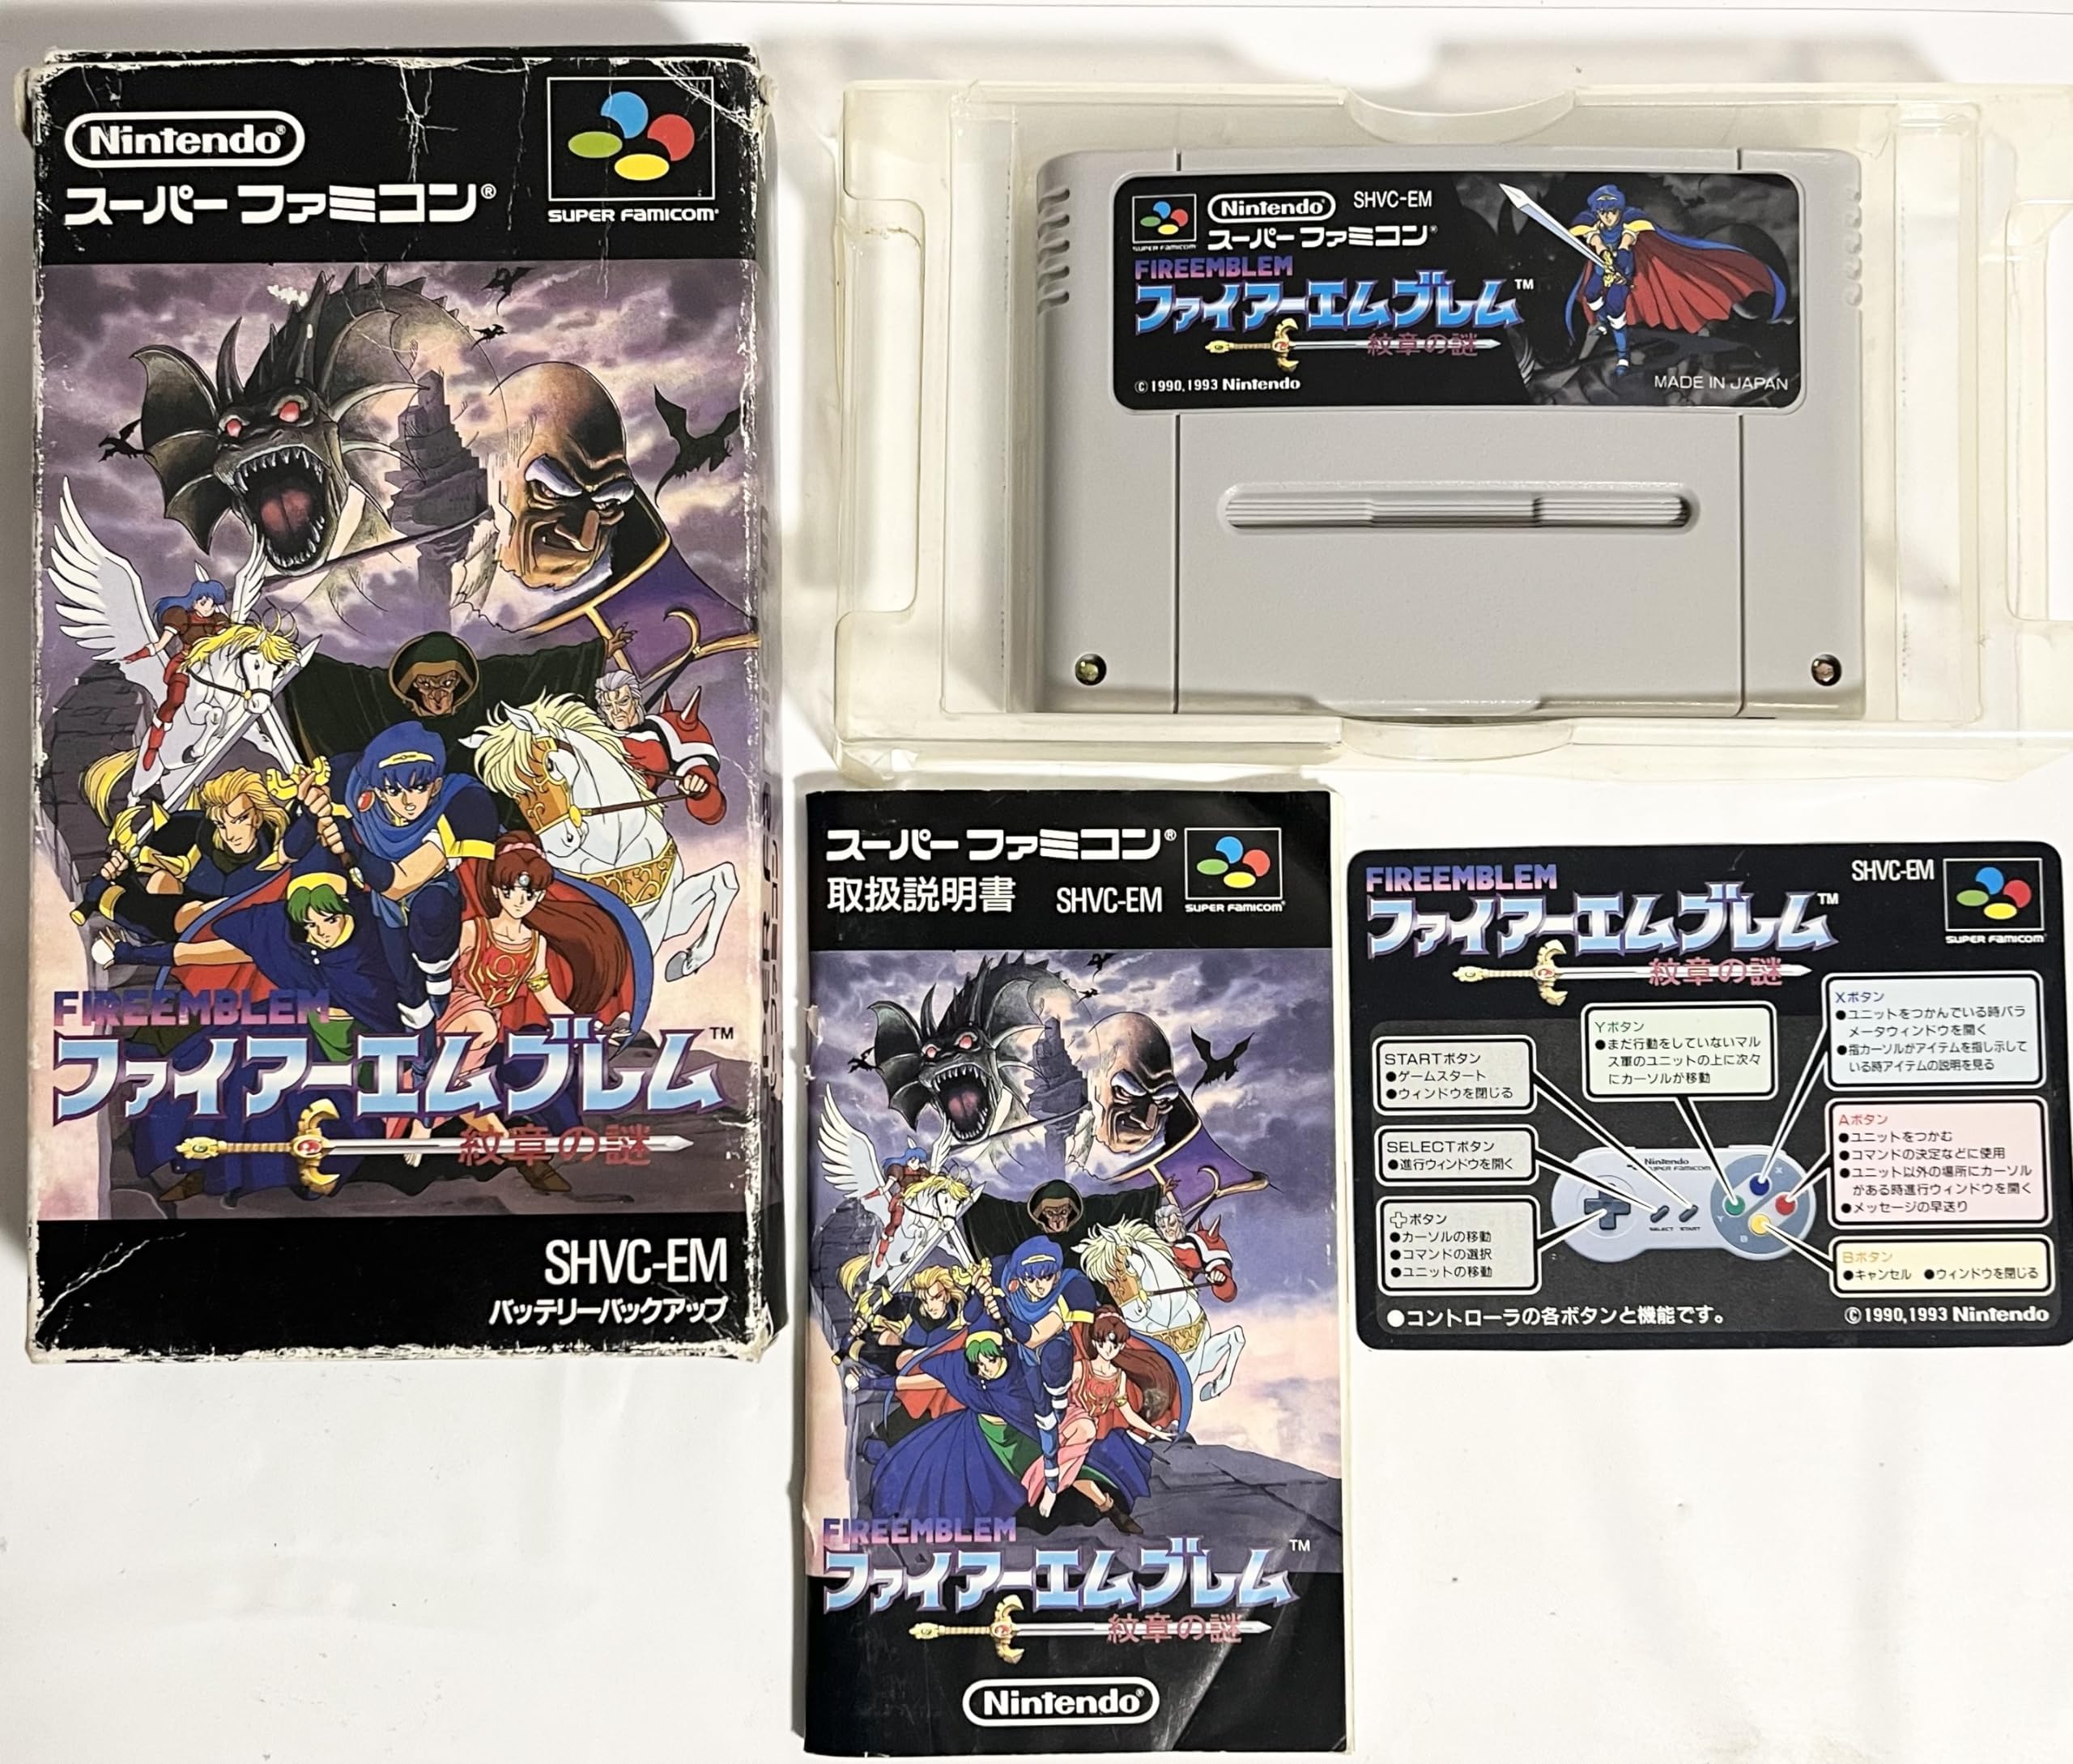 Nintendo®
スーパーファミコン®
SUPER FAMICOM®
FIREEMBLEM
ファイアーエムブレム™
紋章の謎
SHVC-EM
バッテリーバックアップ
SUPER FAMICOM
Nintendo® SHVC-EM
スーパーファミコン®
FIREEMBLEM
ファイアーエムブレム™
紋章の謎
©1990,1993 Nintendo
MADE IN JAPAN
スーパーファミコン®
取扱説明書 SHVC-EM
SUPER FAMICOM®
FIREEMBLEM
ファイアーエムブレム™
紋章の謎
Nintendo®
FIREEMBLEM
ファイアーエムブレム™
紋章の謎
SHVC-EM
SUPER FAMICOM®
STARTボタン
●ゲームスタート
●ウィンドウを閉じる
SELECTボタン
●進行ウィンドウを開く
✛ボタン
●カーソルの移動
●コマンドの選択
●ユニットの移動
Yボタン
●まだ行動をしていないマル
ス軍のユニットの上に次々
にカーソルが移動
Xボタン
●ユニットをつかんでいる時パラ
メータウィンドウを開く
●指カーソルがアイテムを指し示して
いる時アイテムの説明を見る
Aボタン
●ユニットをつかむ
●コマンドの決定などに使用
●ユニット以外の場所にカーソル
がある時進行ウィンドウを開く
●メッセージの早送り
Bボタン
●キャンセル ●ウィンドウを閉じる
Nintendo
SUPER FAMICOM
SELECT START
X
Y
B
●コントローラの各ボタンと機能です。
©1990,1993 Nintendo